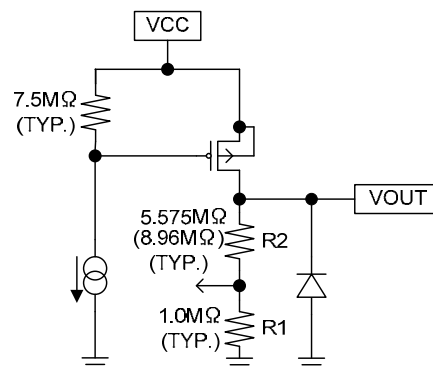 VCC
7.5MΩ
(TYP.)
VOUT
5.575MΩ
(8.96MΩ)
(TYP.)
R2
1.0MΩ
(TYP.)
R1